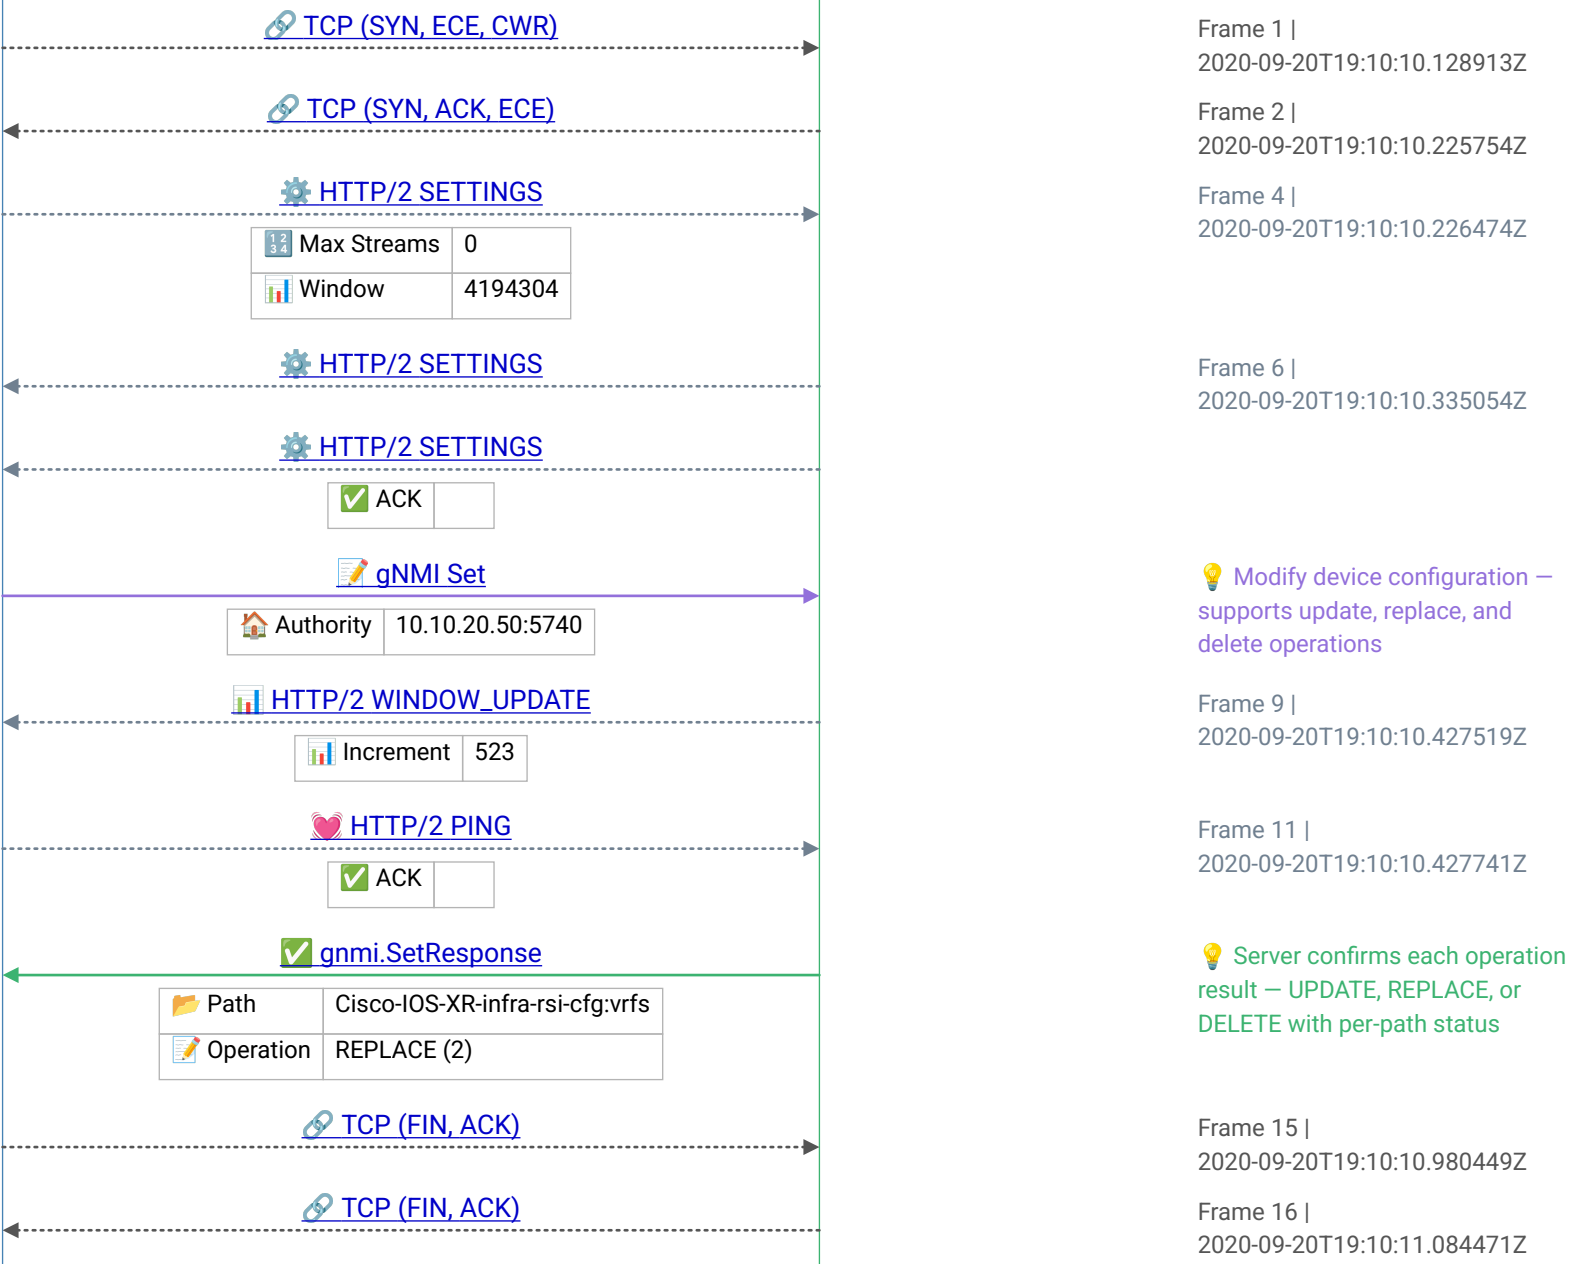 🔗 TCP (SYN, ECE, CWR)
Frame 1 |
2020-09-20T19:10:10.128913Z
🔗 TCP (SYN, ACK, ECE)
Frame 2 |
2020-09-20T19:10:10.225754Z
⚙️ HTTP/2 SETTINGS
Frame 4 |
2020-09-20T19:10:10.226474Z
🔢 Max Streams 0
📊 Window 4194304
⚙️ HTTP/2 SETTINGS
Frame 6 |
2020-09-20T19:10:10.335054Z
⚙️ HTTP/2 SETTINGS
✅ ACK
📝 gNMI Set
💡 Modify device configuration —
supports update, replace, and
delete operations
🏠 Authority 10.10.20.50:5740
📊 HTTP/2 WINDOW_UPDATE
Frame 9 |
2020-09-20T19:10:10.427519Z
📊 Increment 523
💓 HTTP/2 PING
Frame 11 |
2020-09-20T19:10:10.427741Z
✅ ACK
✅ gnmi.SetResponse
💡 Server confirms each operation
result — UPDATE, REPLACE, or
DELETE with per-path status
📂 Path Cisco-IOS-XR-infra-rsi-cfg:vrfs
📝 Operation REPLACE (2)
🔗 TCP (FIN, ACK)
Frame 15 |
2020-09-20T19:10:10.980449Z
🔗 TCP (FIN, ACK)
Frame 16 |
2020-09-20T19:10:11.084471Z